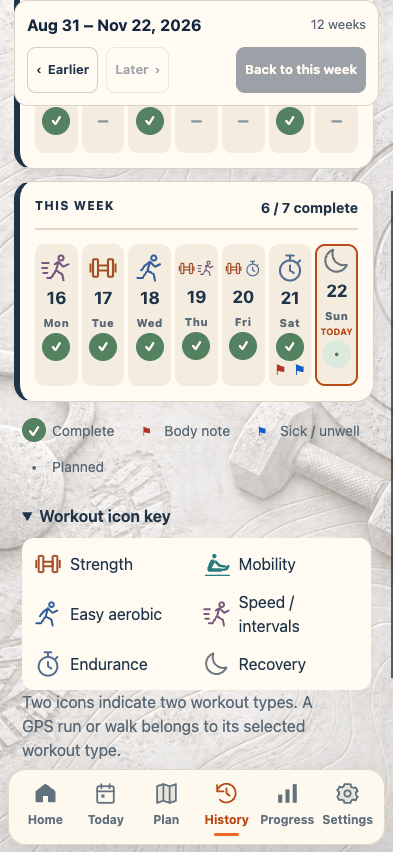 Aug 31 – Nov 22, 2026
12 weeks
‹ Earlier
Later ›
Back to this week
– – – –
THIS WEEK
6 / 7 complete
16 17 18 19 20 21 22
Mon Tue Wed Thu Fri Sat Sun
TODAY
Complete
Body note
Sick / unwell
• Planned
▼ Workout icon key
Strength
Mobility
Easy aerobic
Speed /
intervals
Endurance
Recovery
Two icons indicate two workout types. A
GPS run or walk belongs to its selected
workout type.
Home Today Plan History Progress Settings